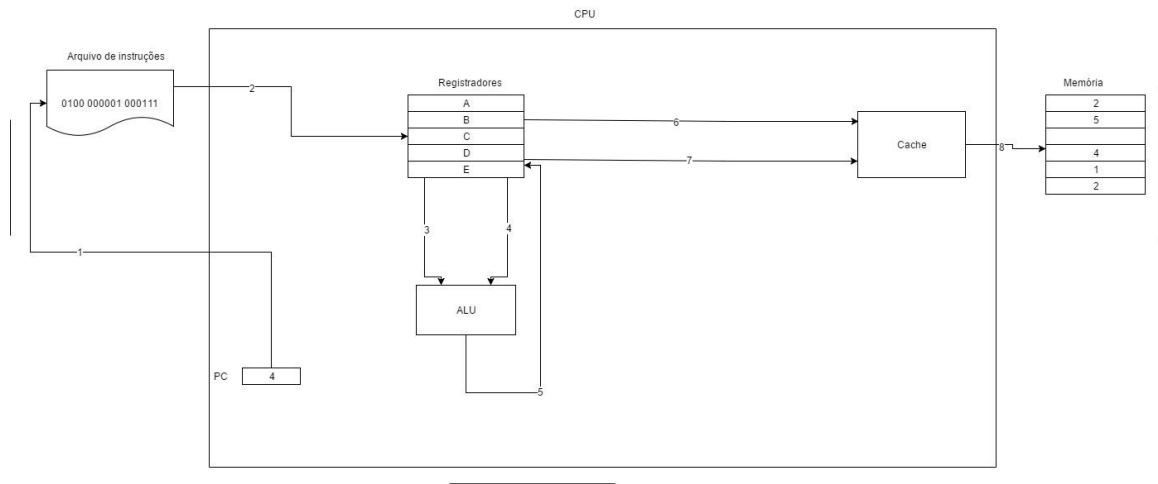 CPU
Arquivo de instruções
0100 000001 000111
2
Registradores
A
B
C
D
E
6
7
Cache
8
Memória
2
5
4
1
2
3
4
1
ALU
PC
4
5